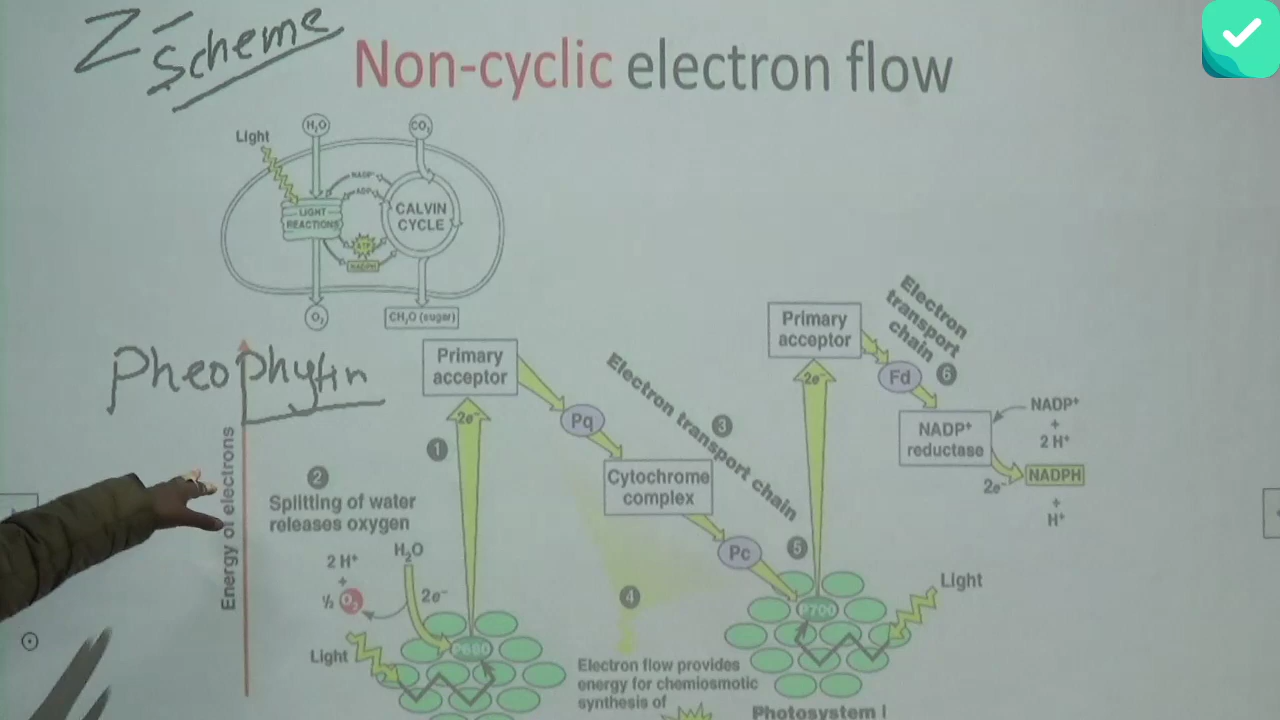 Z-Scheme
Non-cyclic electron flow
H₂O
CO₂
Light
NADP⁺
ADP
LIGHT
REACTIONS
CALVIN
CYCLE
ATP
NADPH
O₂
CH₂O (sugar)
Pheophytin
Energy of electrons
Primary
acceptor
2e⁻
1
2
Splitting of water
releases oxygen
2 H⁺
+
½ O₂
H₂O
2e⁻
Light
P680
Pq
Cytochrome
complex
Pc
Electron transport chain
3
4
Electron flow provides
energy for chemiosmotic
synthesis of
5
Primary
acceptor
2e⁻
P700
Light
Photosystem I
Electron
transport
chain
6
Fd
NADP⁺
reductase
NADP⁺
+
2 H⁺
2e⁻
NADPH
+
H⁺